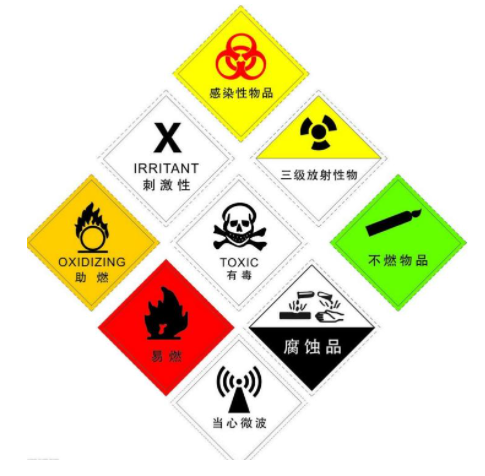 感染性物品
X
IRRITANT
刺激性
三级放射性物
OXIDIZING
助燃
TOXIC
有毒
不燃物品
易燃
腐蚀品
当心微波